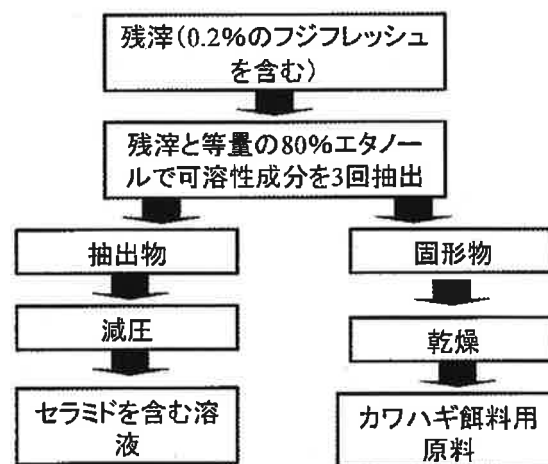 残滓(0.2%のフジフレッシュ
を含む)
残滓と等量の80%エタノー
ルで可溶性成分を3回抽出
抽出物
固形物
減圧
乾燥
セラミドを含む溶
液
カワハギ餌料用
原料